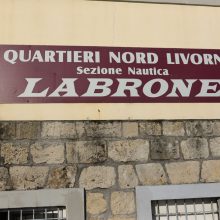 QUARTIERI NORD LIVORN
Sezione Nautica
LABRONE